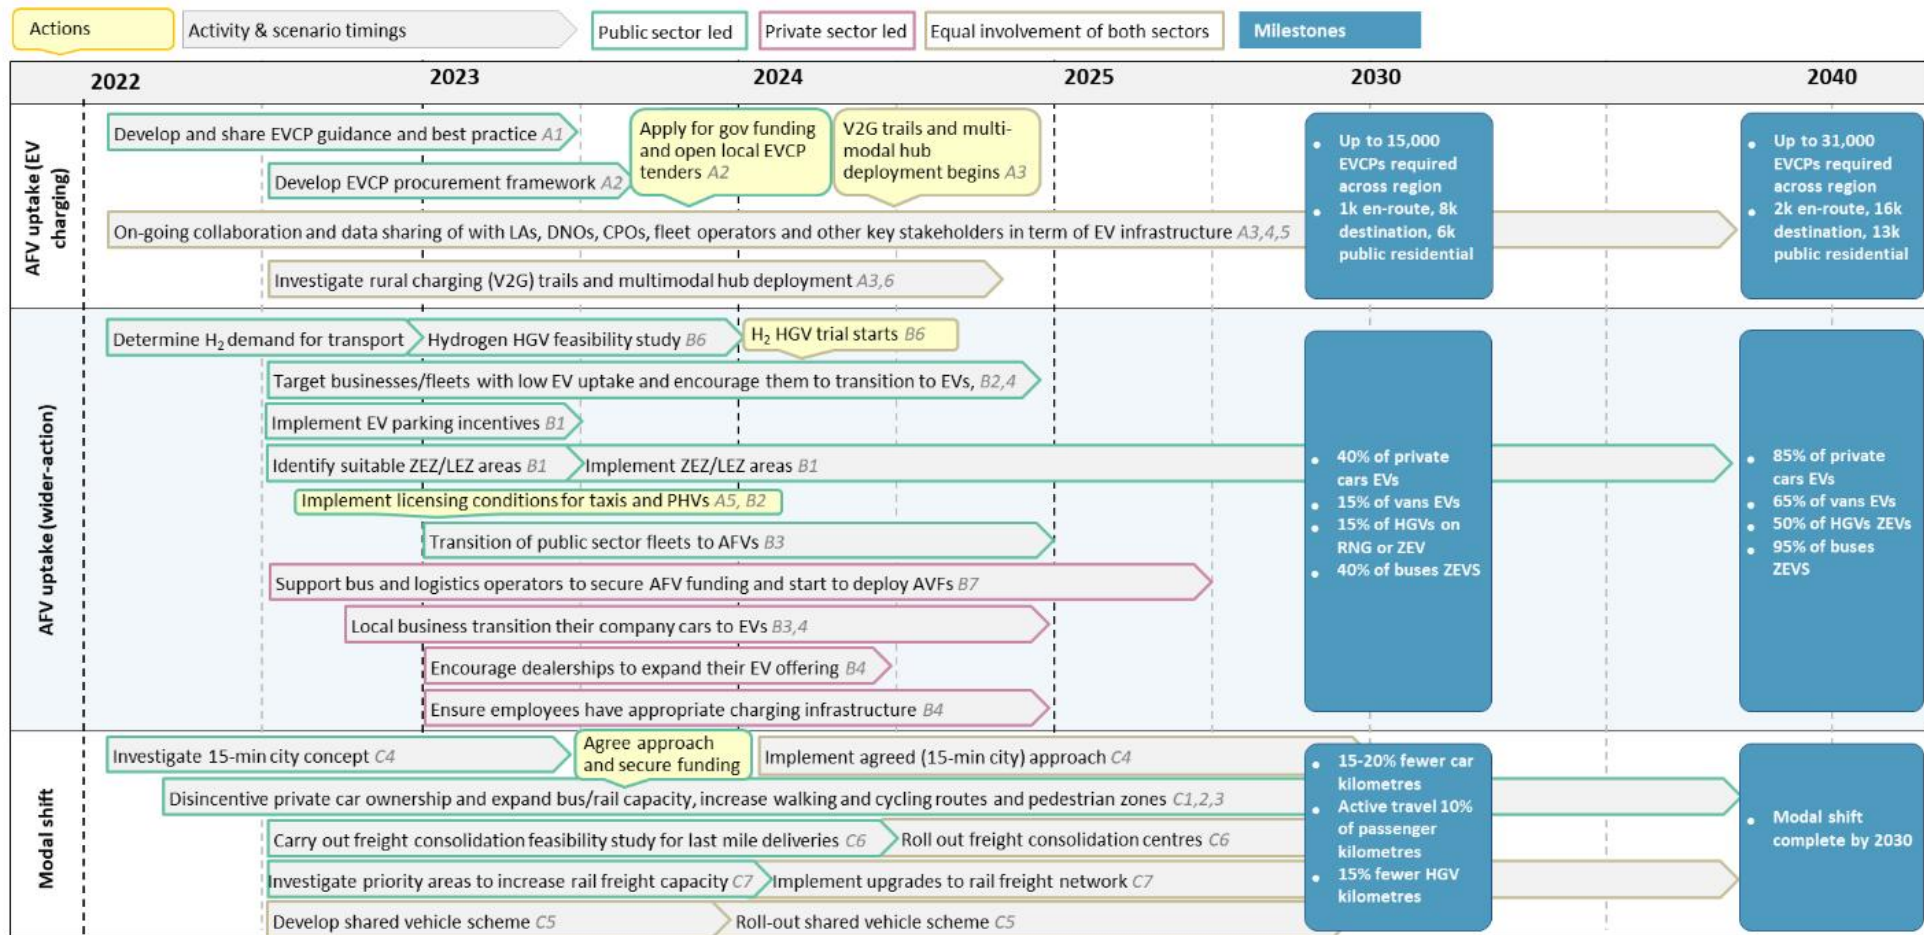 Actions
Activity & scenario timings
Public sector led
Private sector led
Equal involvement of both sectors
Milestones
2022
2023
2024
2025
2030
2040
AFV uptake (EV
charging)
Develop and share EVCP guidance and best practice A1
Develop EVCP procurement framework A2
Apply for gov funding
and open local EVCP
tenders A2
V2G trails and multi-
modal hub
deployment begins A3
On-going collaboration and data sharing of with LAs, DNOs, CPOs, fleet operators and other key stakeholders in term of EV infrastructure A3,4,5
Investigate rural charging (V2G) trails and multimodal hub deployment A3,6
• Up to 15,000
EVCPs required
across region
• 1k en-route, 8k
destination, 6k
public residential
• Up to 31,000
EVCPs required
across region
• 2k en-route, 16k
destination, 13k
public residential
AFV uptake (wider-action)
Determine H₂ demand for transport
Hydrogen HGV feasibility study B6
H₂ HGV trial starts B6
Target businesses/fleets with low EV uptake and encourage them to transition to EVs, B2,4
Implement EV parking incentives B1
Identify suitable ZEZ/LEZ areas B1
Implement ZEZ/LEZ areas B1
Implement licensing conditions for taxis and PHVs A5, B2
Transition of public sector fleets to AFVs B3
Support bus and logistics operators to secure AFV funding and start to deploy AVFs B7
Local business transition their company cars to EVs B3,4
Encourage dealerships to expand their EV offering B4
Ensure employees have appropriate charging infrastructure B4
• 40% of private
cars EVs
• 15% of vans EVs
• 15% of HGVs on
RNG or ZEV
• 40% of buses ZEVS
• 85% of private
cars EVs
• 65% of vans EVs
• 50% of HGVs ZEVs
• 95% of buses
ZEVS
Modal shift
Investigate 15-min city concept C4
Agree approach
and secure funding
Implement agreed (15-min city) approach C4
Disincentive private car ownership and expand bus/rail capacity, increase walking and cycling routes and pedestrian zones C1,2,3
Carry out freight consolidation feasibility study for last mile deliveries C6
Roll out freight consolidation centres C6
Investigate priority areas to increase rail freight capacity C7
Implement upgrades to rail freight network C7
Develop shared vehicle scheme C5
Roll-out shared vehicle scheme C5
• 15-20% fewer car
kilometres
• Active travel 10%
of passenger
kilometres
• 15% fewer HGV
kilometres
• Modal shift
complete by 2030